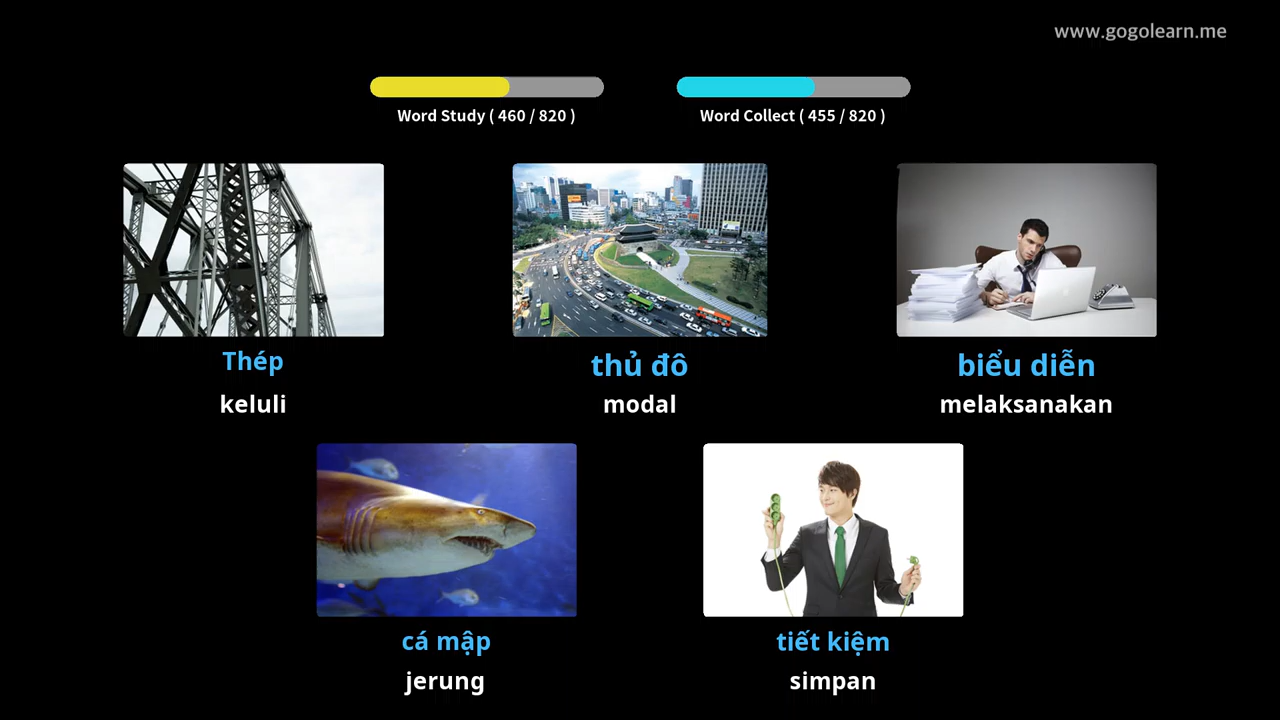 www.gogolearn.me
Word Study ( 460 / 820 )
Word Collect ( 455 / 820 )
Thép
keluli
thủ đô
modal
biểu diễn
melaksanakan
cá mập
jerung
tiết kiệm
simpan